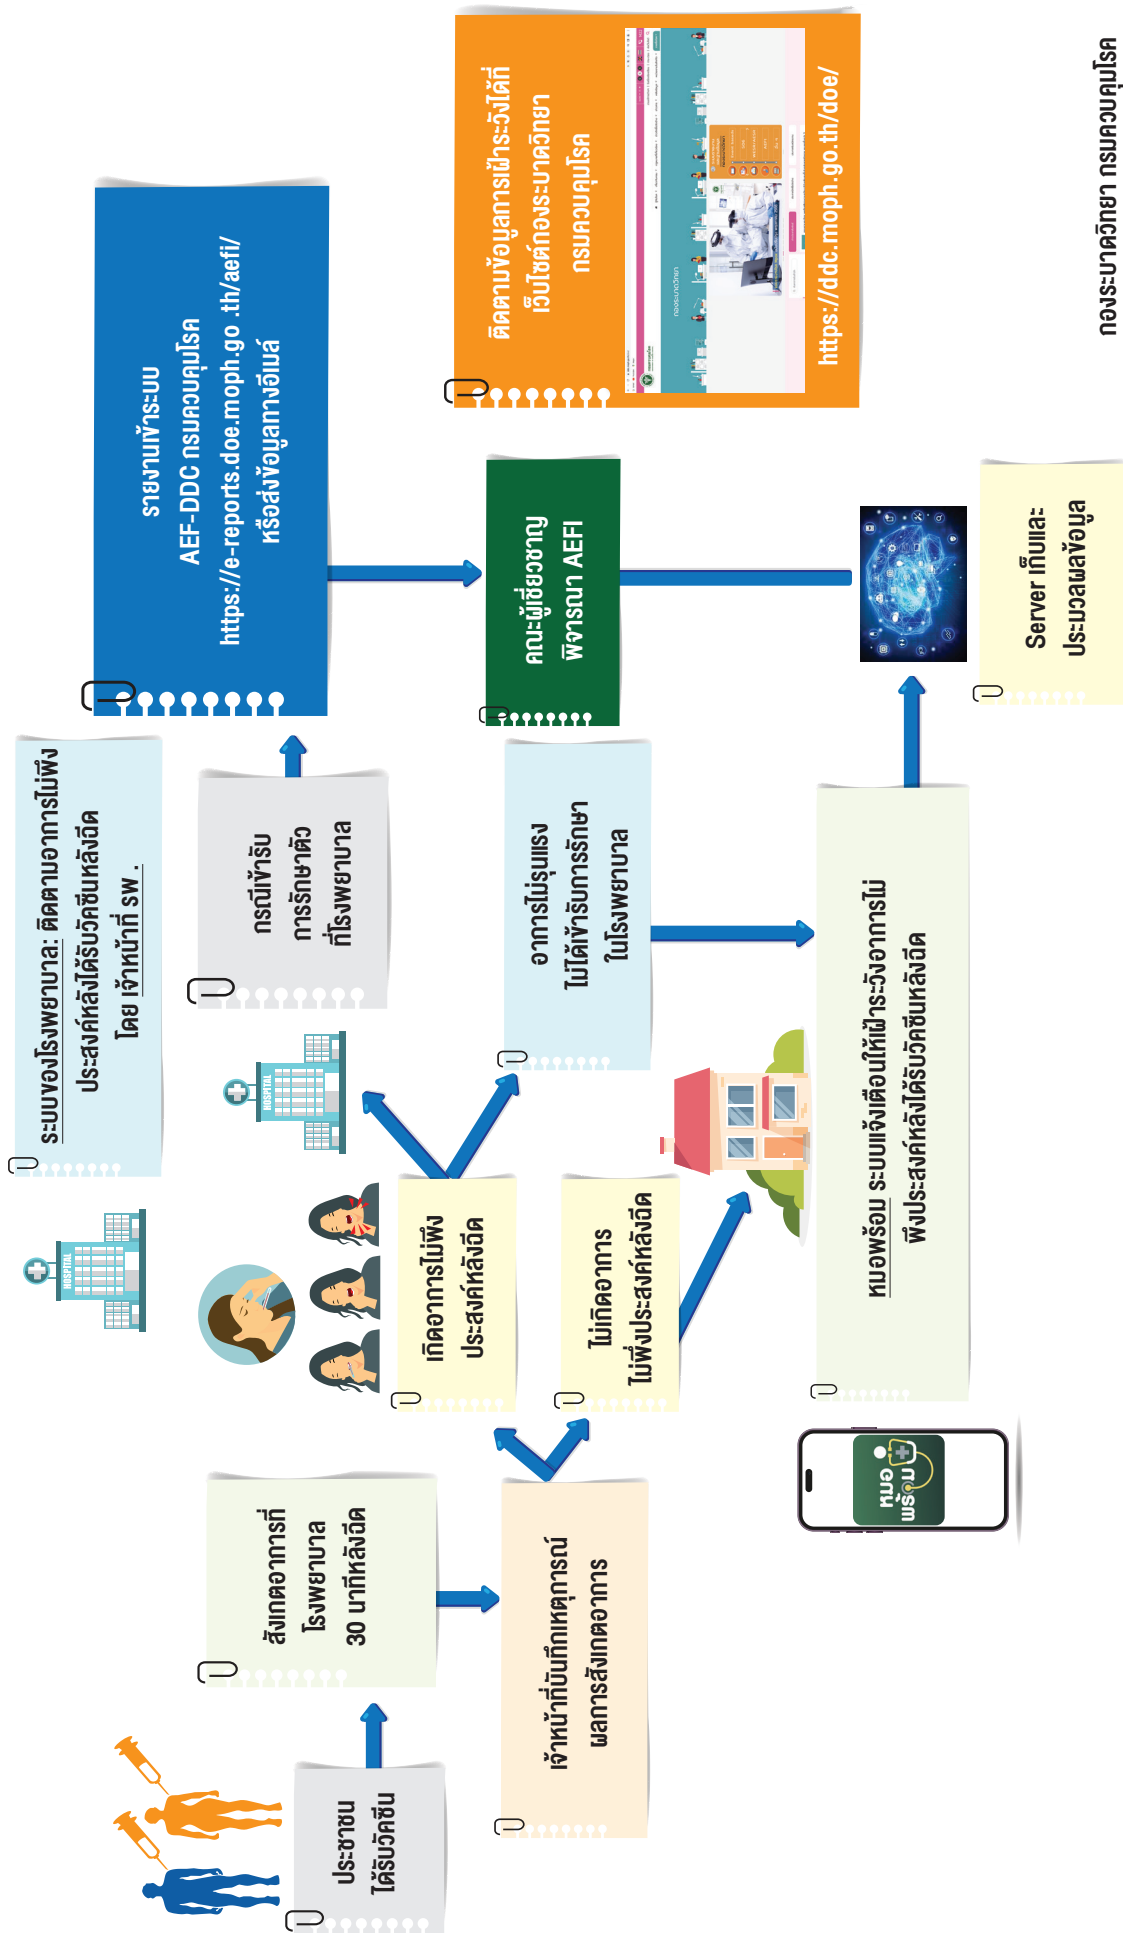 ประชาชน
ได้รับวัคซีน
สังเกตอาการที่
โรงพยาบาล
30 นาทีหลังฉีด
เจ้าหน้าที่บันทึกเหตุการณ์
ผลการสังเกตอาการ
เกิดอาการไม่พึง
ประสงค์หลังฉีด
ไม่เกิดอาการ
ไม่พึ่งประสงค์หลังฉีด
HOSPITAL
ระบบของโรงพยาบาล: ติดตามอาการไม่พึง
ประสงค์หลังได้รับวัคซีนหลังฉีด
โดย เจ้าหน้าที่ รพ .
HOSPITAL
กรณีเข้ารับ
การรักษาตัว
ที่โรงพยาบาล
อาการไม่รุนแรง
ไม่ได้เข้ารับการรักษา
ในโรงพยาบาล
หมอ
พร้อม
หมอพร้อม ระบบแจ้งเตือนให้เฝ้าระวังอาการไม่
พึงประสงค์หลังได้รับวัคซีนหลังฉีด
รายงานเข้าระบบ
AEF-DDC กรมควบคุมโรค
https://e-reports.doe.moph.go .th/aefi/
หรือส่งข้อมูลทางอีเมล์
คณะผู้เชี่ยวชาญ
พิจารณา AEFI
Server เก็บและ
ประมวลผลข้อมูล
ติดตามข้อมูลการเฝ้าระวังได้ที่
เว็บไซต์กองระบาดวิทยา
กรมควบคุมโรค
กองระบาดวิทยา
https://ddc.moph.go.th/doe/
กองระบาดวิทยา กรมควบคุมโรค